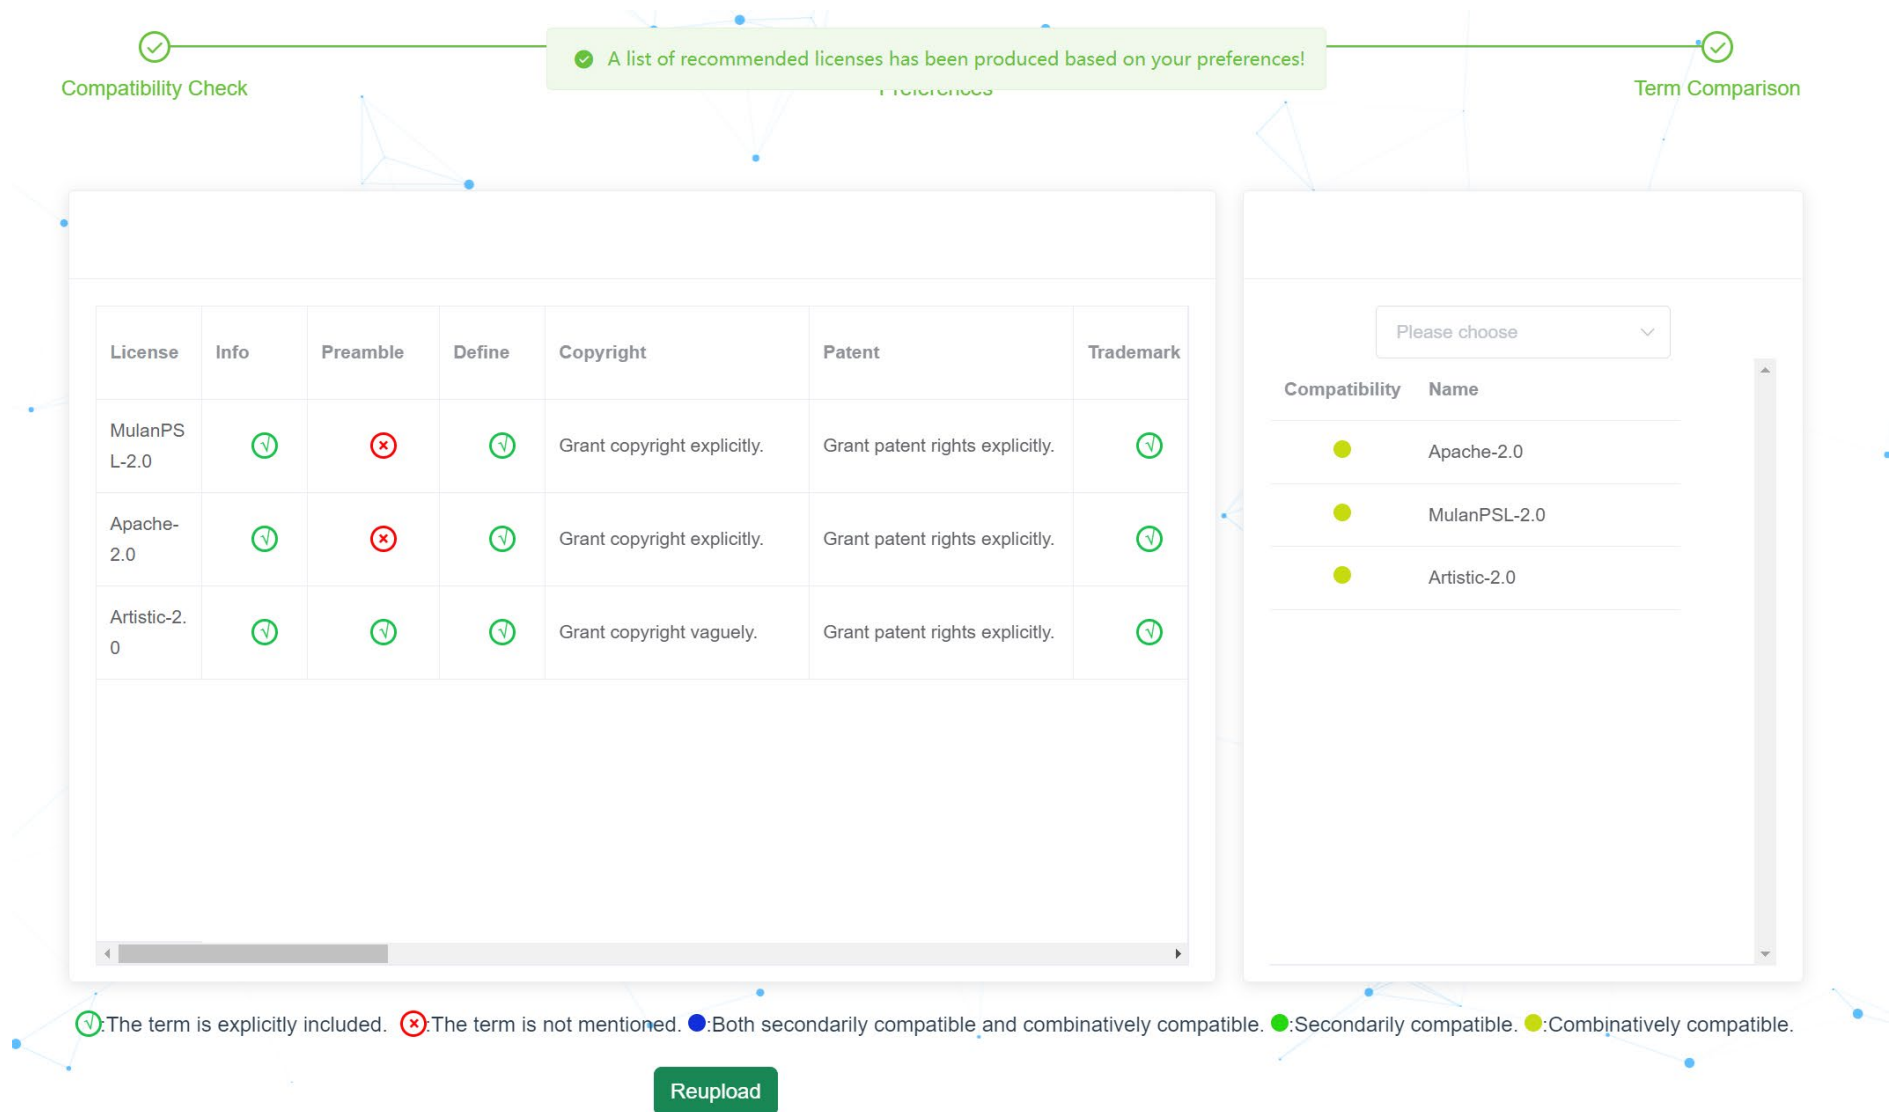 A list of recommended licenses has been produced based on your preferences!
Compatibility Check
Preferences
Term Comparison
License Info Preamble Define Copyright Patent Trademark
MulanPS
L-2.0
√ × √ Grant copyright explicitly. Grant patent rights explicitly. √
Apache-
2.0
√ × √ Grant copyright explicitly. Grant patent rights explicitly. √
Artistic-2.
0
√ √ √ Grant copyright vaguely. Grant patent rights explicitly. √
Please choose
Compatibility Name
Apache-2.0
MulanPSL-2.0
Artistic-2.0
√:The term is explicitly included. ×:The term is not mentioned. :Both secondarily compatible and combinatively compatible. :Secondarily compatible. :Combinatively compatible.
Reupload